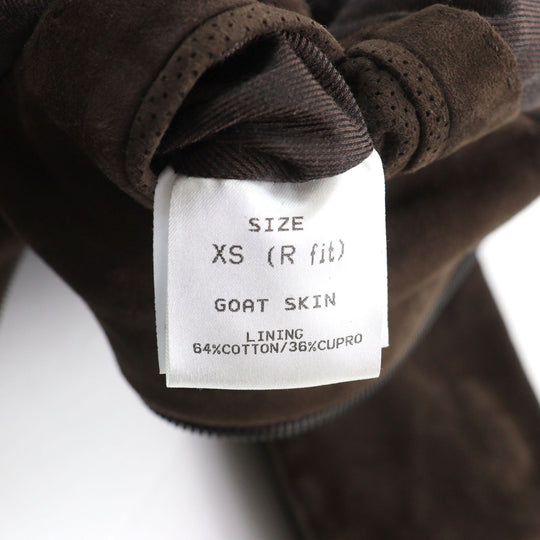 SIZE
XS (R fit)
GOAT SKIN
LINING
64%COTTON/36%CUPRO